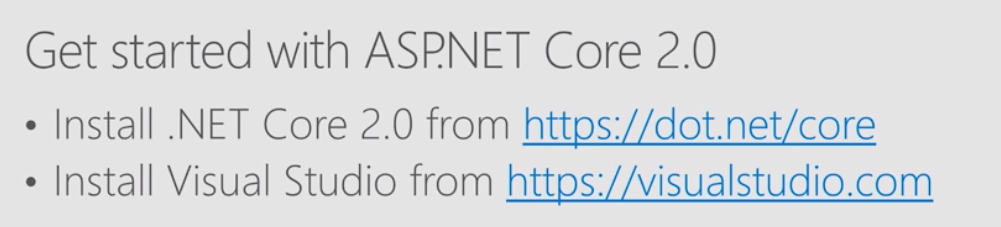 Get started with ASP.NET Core 2.0
• Install .NET Core 2.0 from https://dot.net/core
• Install Visual Studio from https://visualstudio.com